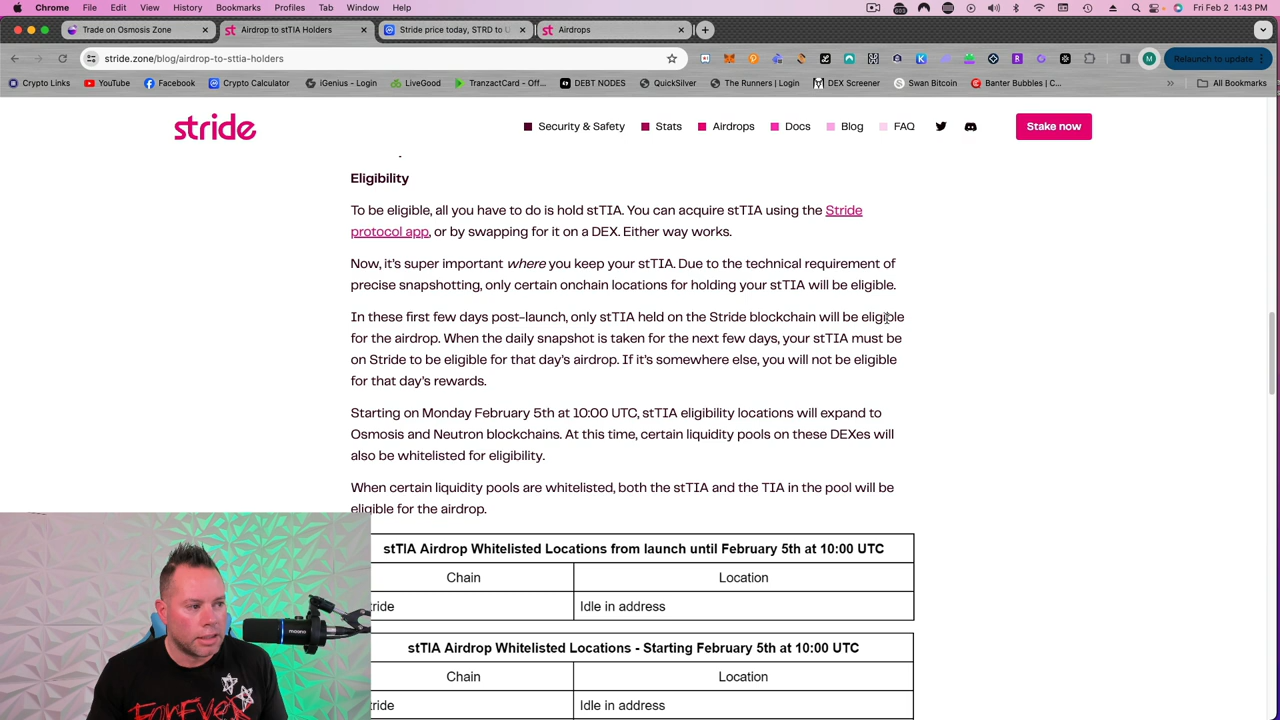 Chrome File Edit View History Bookmarks Profiles Tab Window Help
Fri Feb 2 1:43 PM
Trade on Osmosis Zone
Airdrop to stTIA Holders
Stride price today, STRD to U
Airdrops
stride.zone/blog/airdrop-to-sttia-holders
Relaunch to update
Crypto Links YouTube Facebook Crypto Calculator iGenius - Login LiveGood TranzactCard - Off... DEBT NODES QuickSilver The Runners | Login DEX Screener Swan Bitcoin Banter Bubbles | C... All Bookmarks
stride
Security & Safety Stats Airdrops Docs Blog FAQ
Stake now
Eligibility
To be eligible, all you have to do is hold stTIA. You can acquire stTIA using the Stride
protocol app, or by swapping for it on a DEX. Either way works.
Now, it's super important where you keep your stTIA. Due to the technical requirement of
precise snapshotting, only certain onchain locations for holding your stTIA will be eligible.
In these first few days post-launch, only stTIA held on the Stride blockchain will be eligible
for the airdrop. When the daily snapshot is taken for the next few days, your stTIA must be
on Stride to be eligible for that day's airdrop. If it's somewhere else, you will not be eligible
for that day's rewards.
Starting on Monday February 5th at 10:00 UTC, stTIA eligibility locations will expand to
Osmosis and Neutron blockchains. At this time, certain liquidity pools on these DEXes will
also be whitelisted for eligibility.
When certain liquidity pools are whitelisted, both the stTIA and the TIA in the pool will be
eligible for the airdrop.
stTIA Airdrop Whitelisted Locations from launch until February 5th at 10:00 UTC
Chain Location
tride Idle in address
stTIA Airdrop Whitelisted Locations - Starting February 5th at 10:00 UTC
Chain Location
tride Idle in address
moono
FOREVER